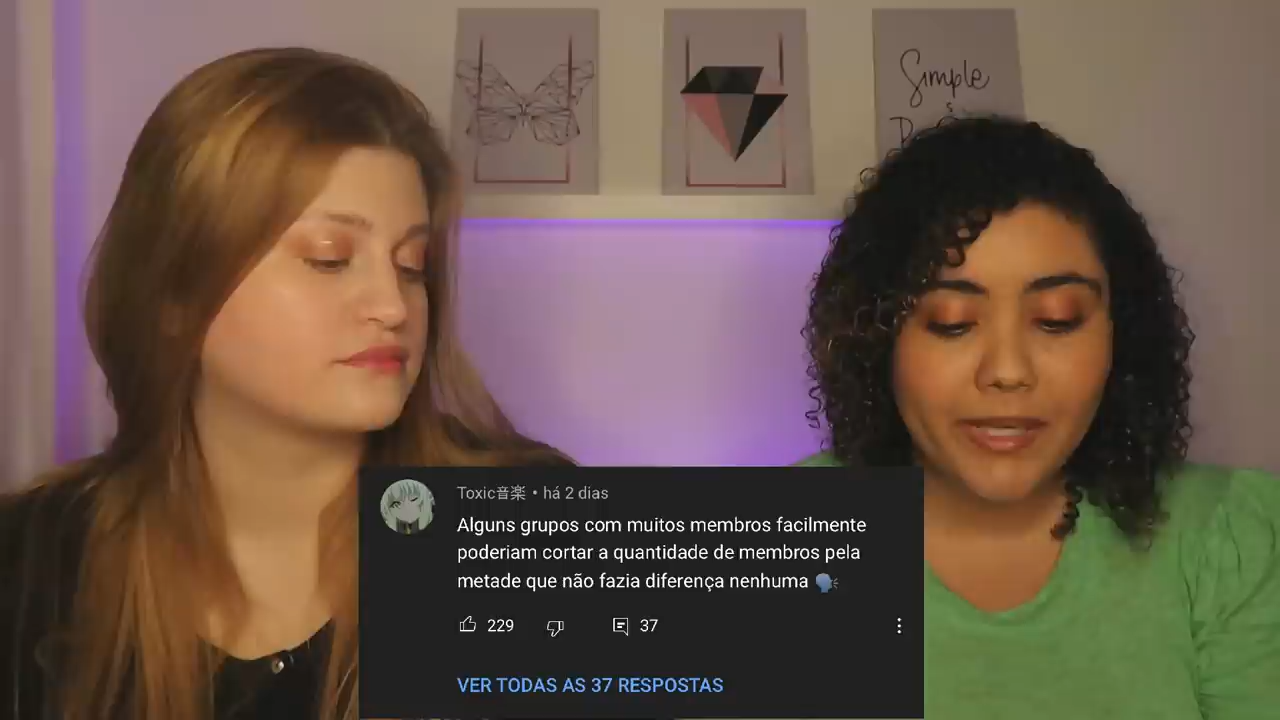 Simple
&
Toxic音楽 • há 2 dias
Alguns grupos com muitos membros facilmente
poderiam cortar a quantidade de membros pela
metade que não fazia diferença nenhuma 🗣️
229
37
VER TODAS AS 37 RESPOSTAS